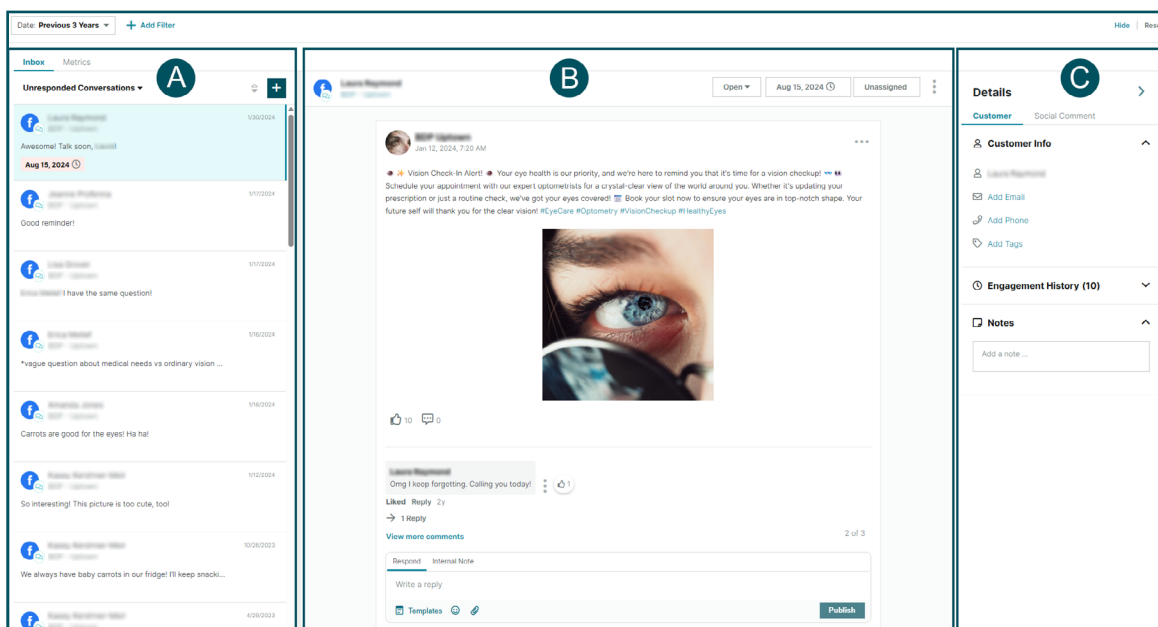 Date: Previous 3 Years
Add Filter
Hide
Inbox
Metrics
A
Unresponded Conversations
1/30/2024
Awesome! Talk soon,
Aug 15, 2024
1/17/2024
Good reminder!
1/17/2024
I have the same question!
1/16/2024
*vague question about medical needs vs ordinary vision ...
1/16/2024
Carrots are good for the eyes! Ha ha!
1/12/2024
So interesting! This picture is too cute, too!
10/26/2023
We always have baby carrots in our fridge! I'll keep snacki...
4/29/2023
B
Open
Aug 15, 2024
Unassigned
Jan 12, 2024, 7:20 AM
Vision Check-In Alert! Your eye health is our priority, and we're here to remind you that it's time for a vision checkup!
Schedule your appointment with our expert optometrists for a crystal-clear view of the world around you. Whether it's updating your
prescription or just a routine check, we've got your eyes covered! Book your slot now to ensure your eyes are in top-notch shape. Your
future self will thank you for the clear vision! #EyeCare #Optometry #VisionCheckup #HealthyEyes
10
0
Omg I keep forgotting. Calling you today!
1
Liked Reply 2y
1 Reply
View more comments
2 of 3
Respond
Internal Note
Write a reply
Templates
Publish
C
Details
Customer
Social Comment
Customer Info
Add Email
Add Phone
Add Tags
Engagement History (10)
Notes
Add a note ...